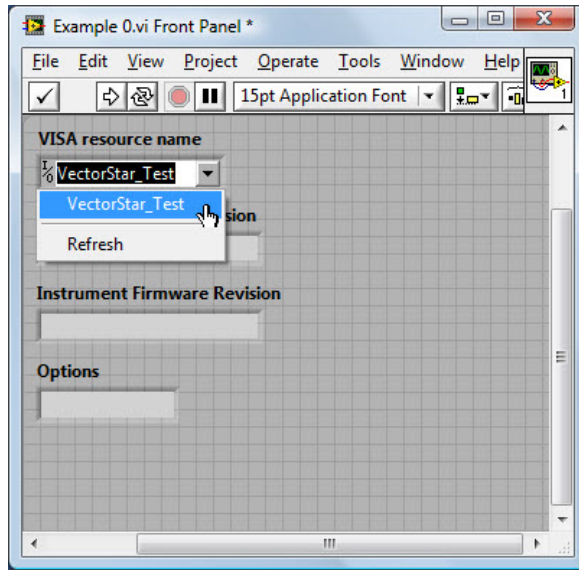 Example 0.vi Front Panel *
File Edit View Project Operate Tools Window Help
15pt Application Font
1
VISA resource name
I/O VectorStar_Test
VectorStar_Test
sion
Refresh
Instrument Firmware Revision
Options